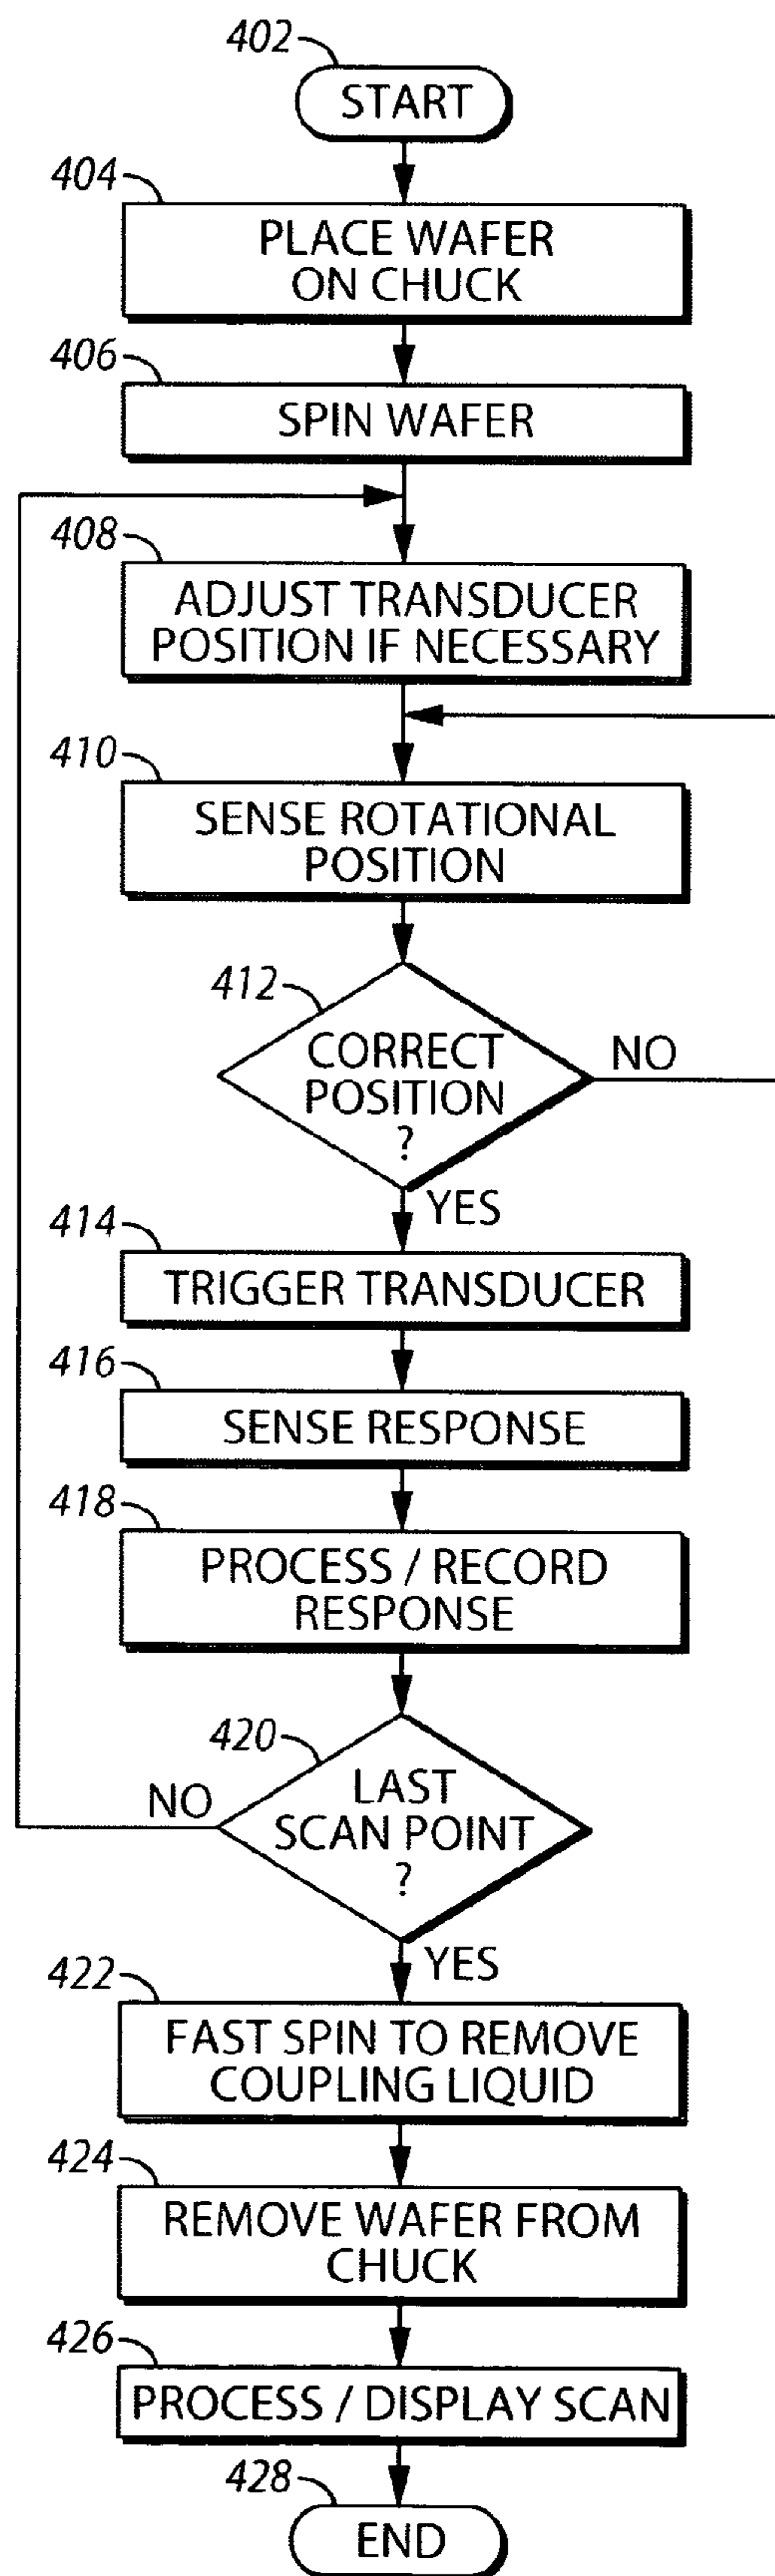 402
START
404
PLACE WAFER
ON CHUCK
406
SPIN WAFER
408
ADJUST TRANSDUCER
POSITION IF NECESSARY
410
SENSE ROTATIONAL
POSITION
412
CORRECT
POSITION
?
NO
YES
414
TRIGGER TRANSDUCER
416
SENSE RESPONSE
418
PROCESS / RECORD
RESPONSE
420
LAST
SCAN POINT
?
NO
YES
422
FAST SPIN TO REMOVE
COUPLING LIQUID
424
REMOVE WAFER FROM
CHUCK
426
PROCESS / DISPLAY SCAN
428
END